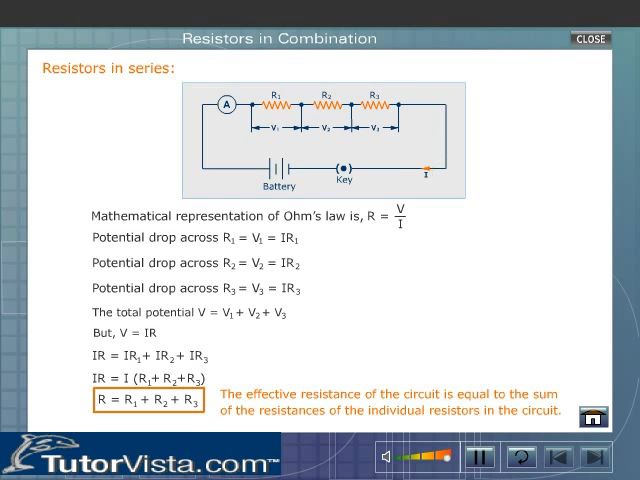 Resistors in Combination
CLOSE
Resistors in series:
R₁ R₂ R₃
A
V₁ V₂ V₃
Battery
Key
I
Mathematical representation of Ohm's law is, R = V/I
Potential drop across R₁ = V₁ = IR₁
Potential drop across R₂ = V₂ = IR₂
Potential drop across R₃ = V₃ = IR₃
The total potential V = V₁ + V₂ + V₃
But, V = IR
IR = IR₁ + IR₂ + IR₃
IR = I (R₁+ R₂+R₃)
R = R₁ + R₂ + R₃
The effective resistance of the circuit is equal to the sum
of the resistances of the individual resistors in the circuit.
TutorVista.com™